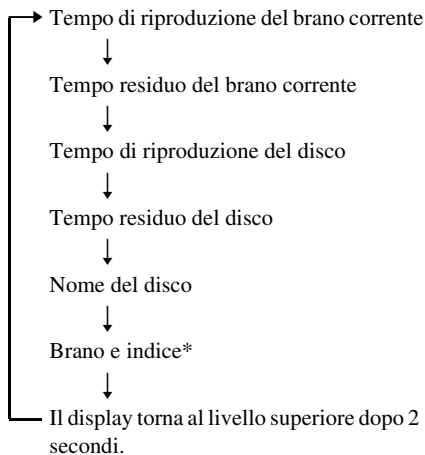 Tempo di riproduzione del brano corrente
Tempo residuo del brano corrente
Tempo di riproduzione del disco
Tempo residuo del disco
Nome del disco
Brano e indice*
Il display torna al livello superiore dopo 2
secondi.